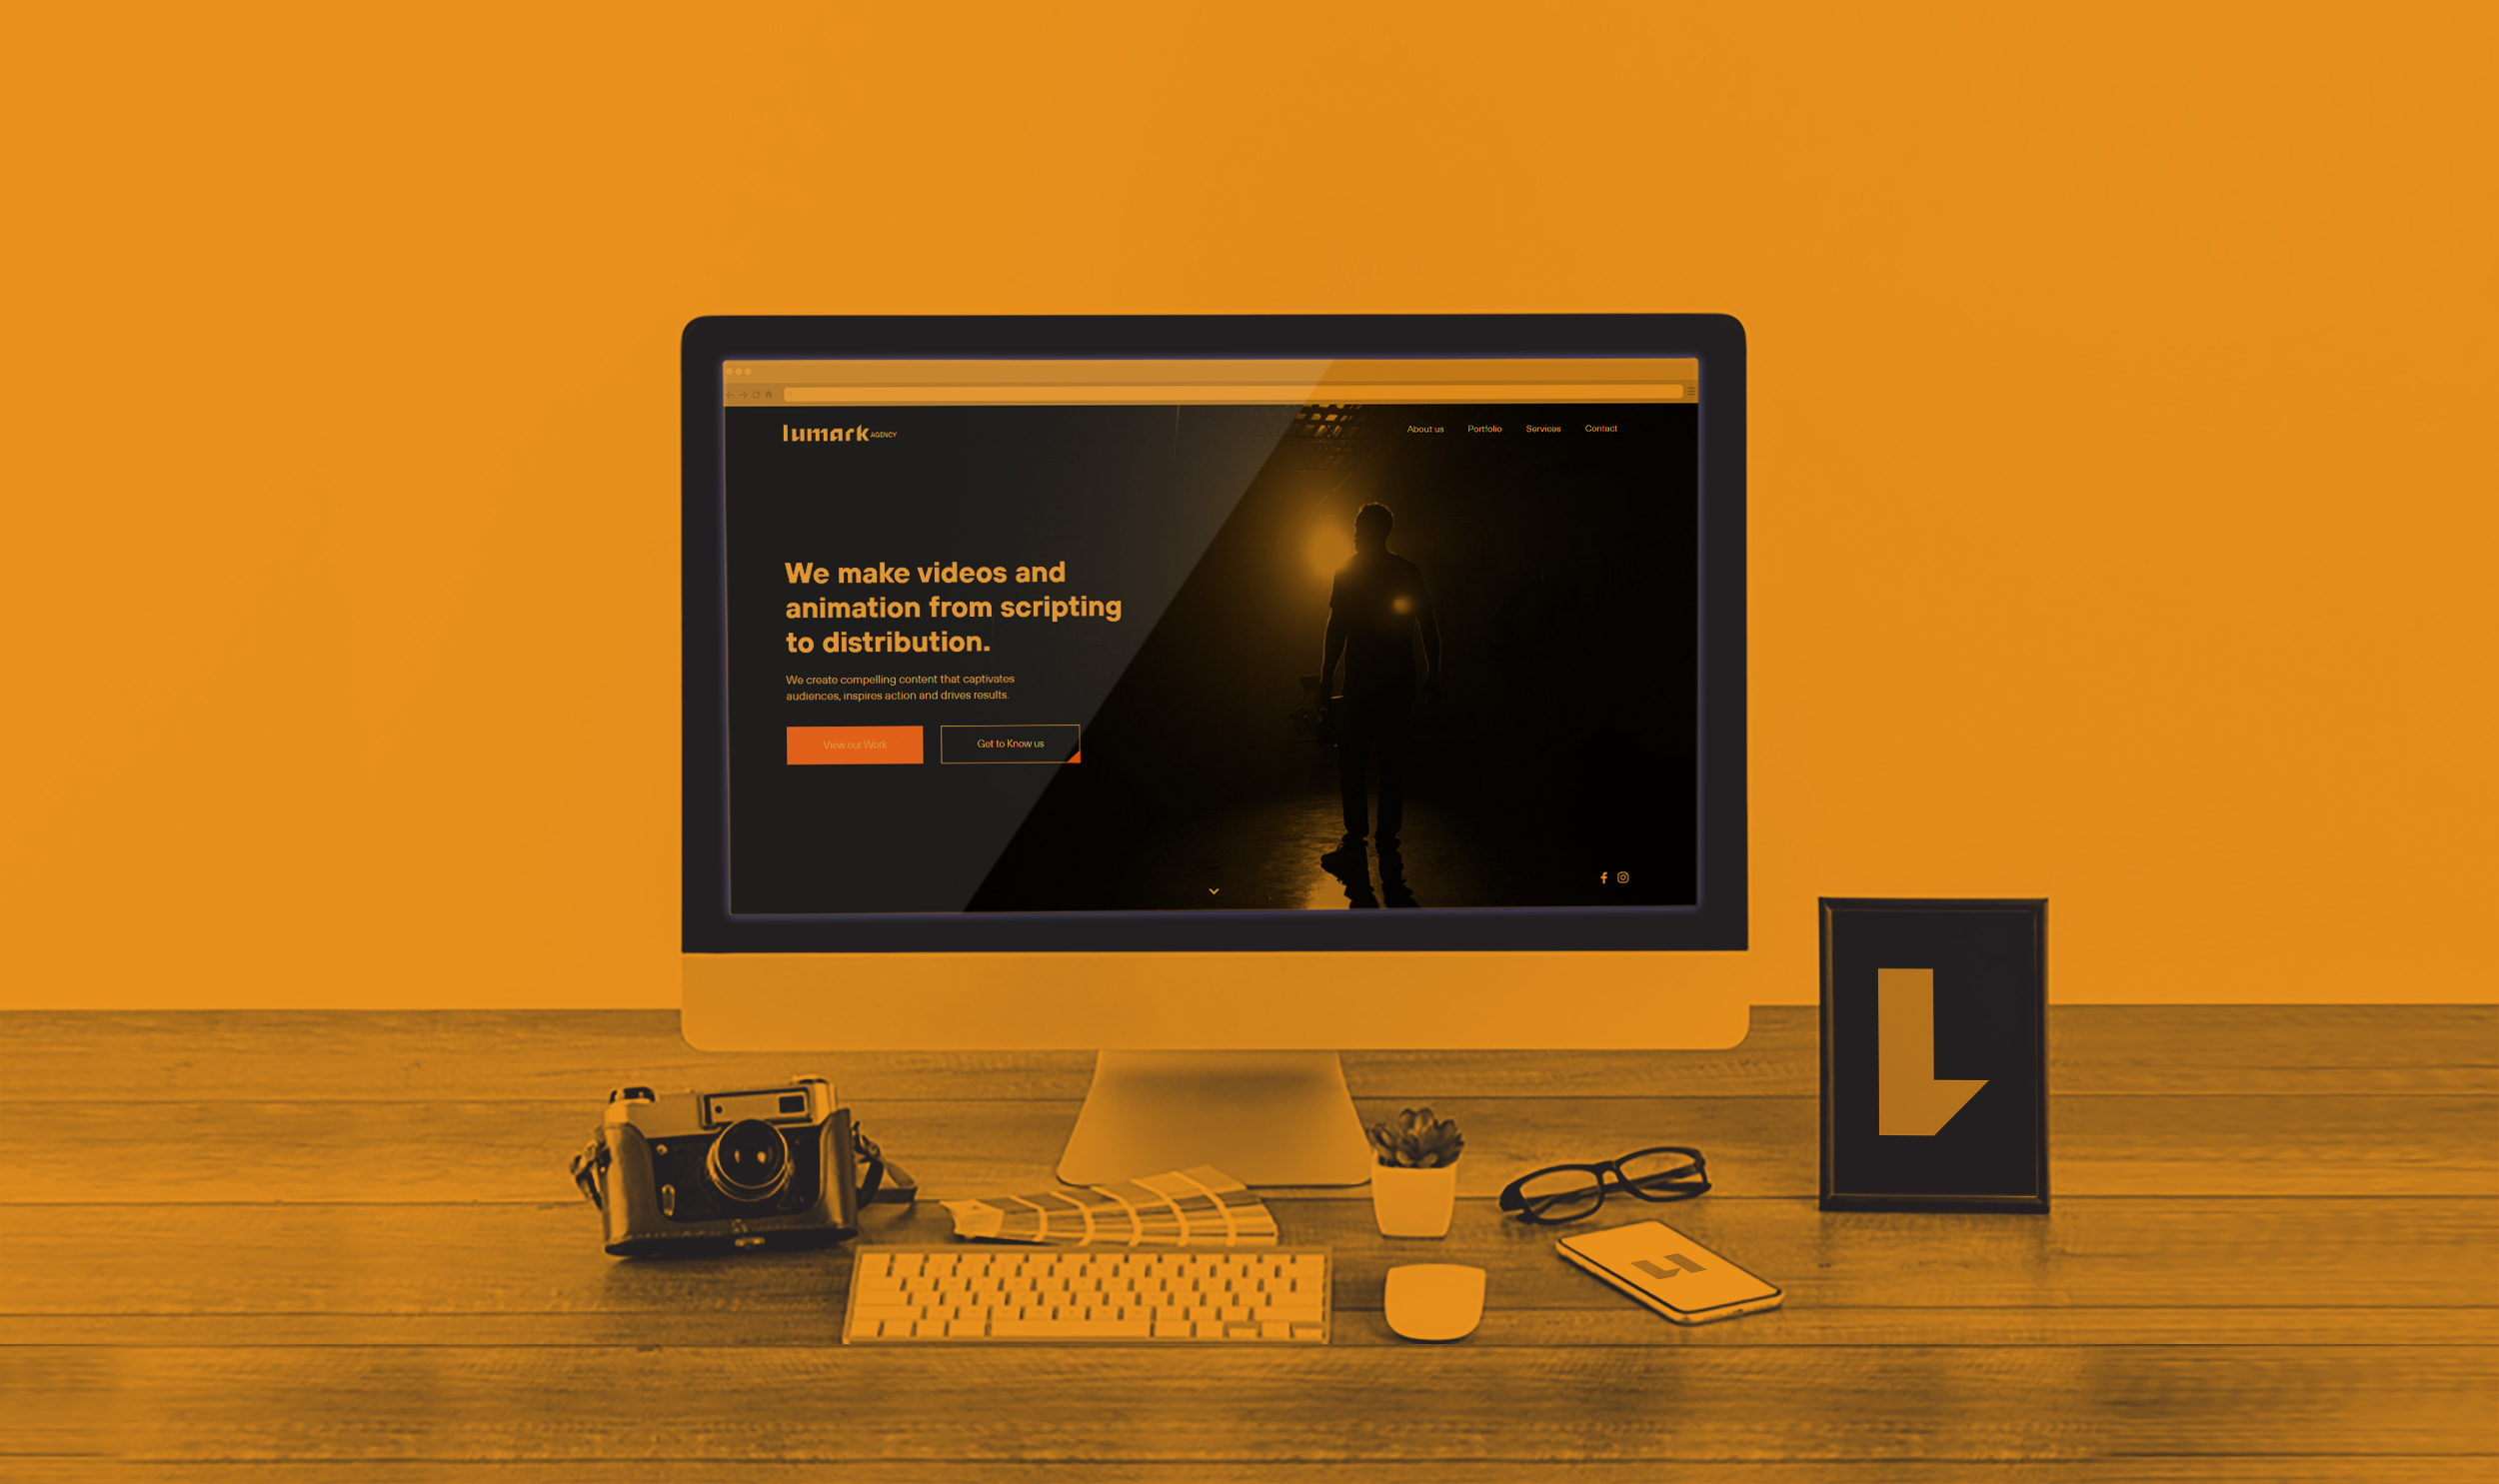 lumark AGENCY
About us Portfolio Services Contact
We make videos and
animation from scripting
to distribution.
We create compelling content that captivates
audiences, inspires action and drives results.
View our Work
Get to Know us
L